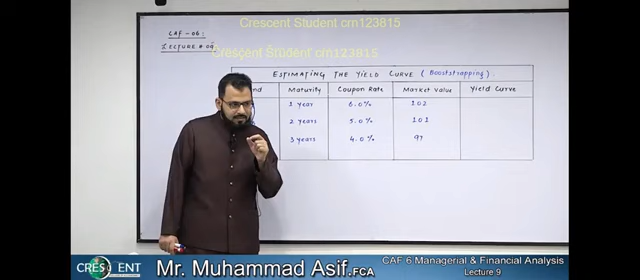 Crescent Student crn123815
CAF - 06:
LECTURE # 09
Crescent Student crn123815
ESTIMATING THE YIELD CURVE (Bootstrapping).
Maturity Coupon Rate Market Value Yield Curve
1 year 6.0% 102
2 years 5.0% 101
3 years 4.0%
CRESCENT
Mr. Muhammad Asif.FCA
CAF 6 Managerial & Financial Analysis
Lecture 9